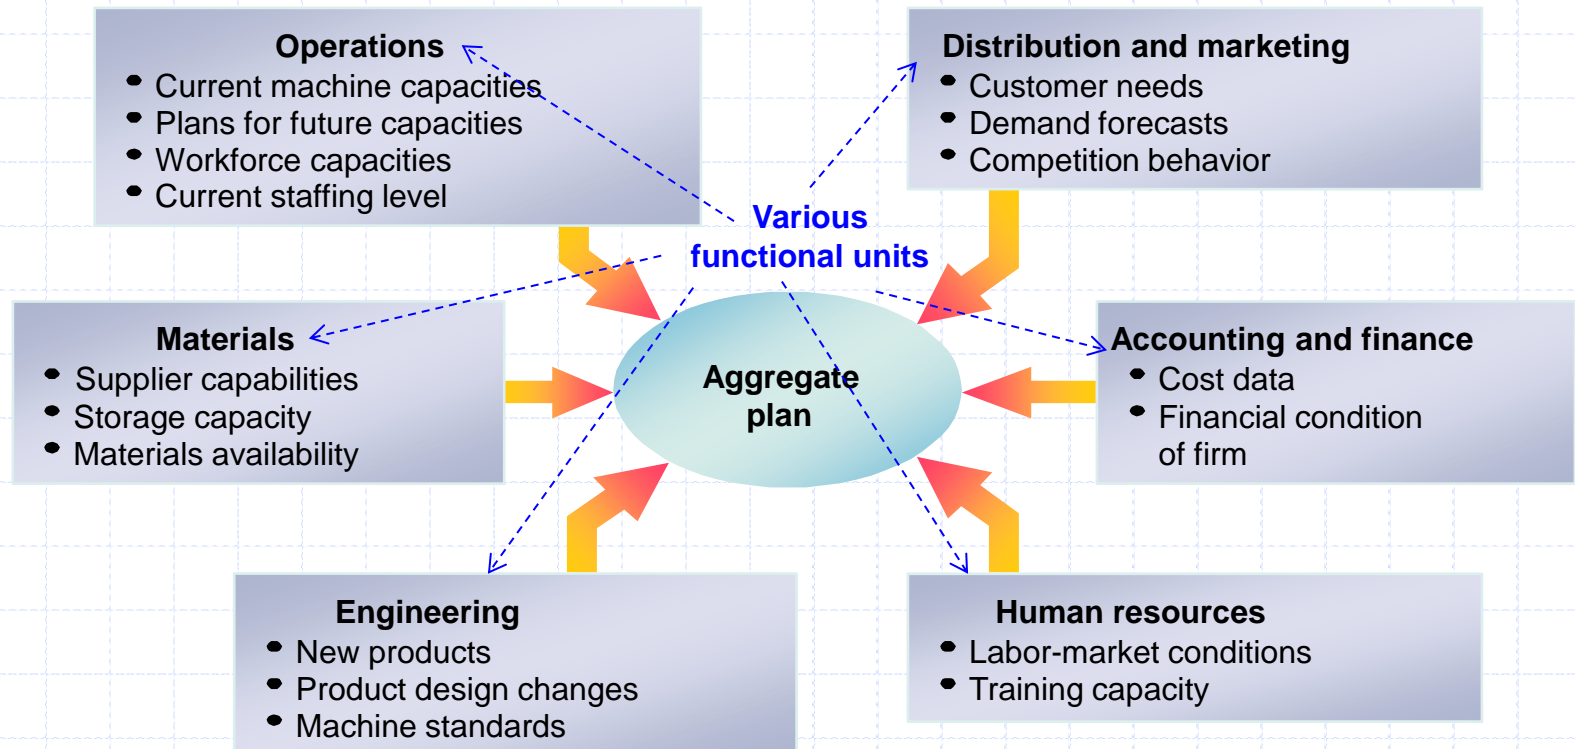 Operations
• Current machine capacities
• Plans for future capacities
• Workforce capacities
• Current staffing level
Distribution and marketing
• Customer needs
• Demand forecasts
• Competition behavior
Various
functional units
Materials
• Supplier capabilities
• Storage capacity
• Materials availability
Aggregate
plan
Accounting and finance
• Cost data
• Financial condition
of firm
Engineering
• New products
• Product design changes
• Machine standards
Human resources
• Labor-market conditions
• Training capacity